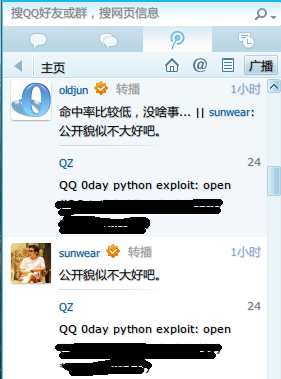 搜QQ好友或群，搜网页信息
主页
@
广播
oldjun 转播 1小时
命中率比较低，没啥事... || sunwear:
公开貌似不大好吧。
QZ 24
QQ 0day python exploit: open
sunwear 转播 1小时
公开貌似不大好吧。
QZ 24
QQ 0day python exploit: open